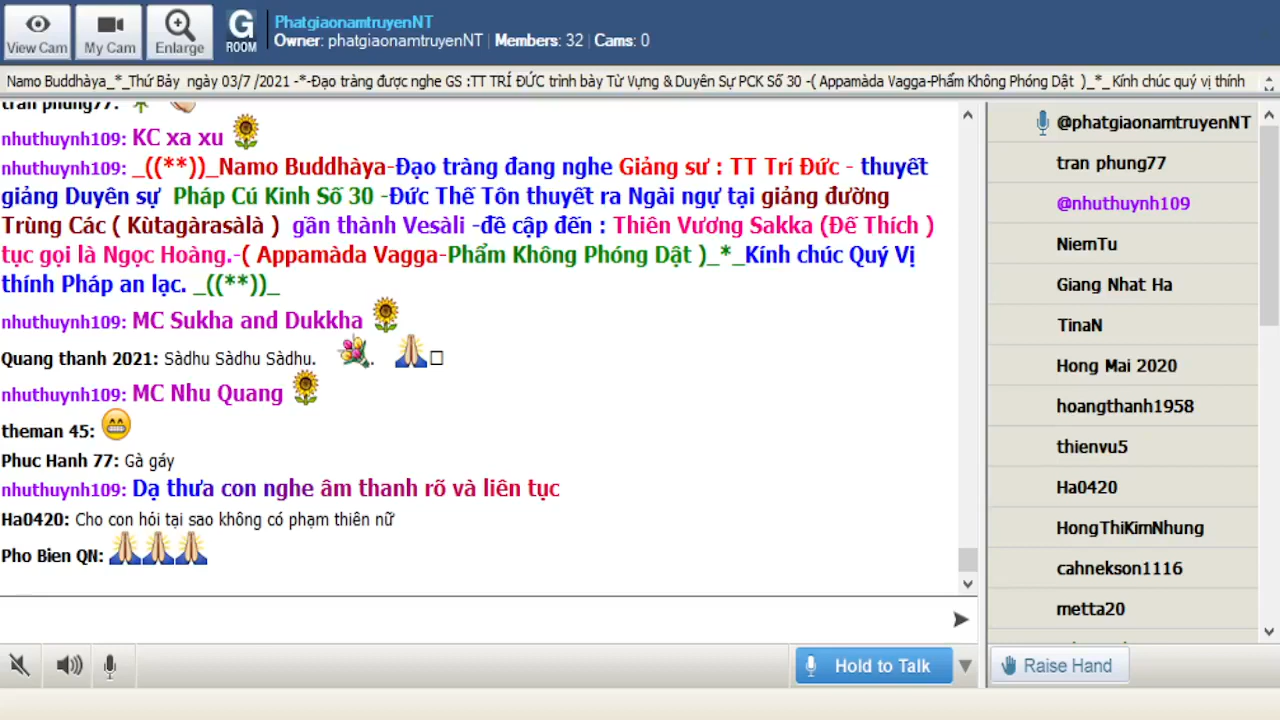 View Cam
My Cam
Enlarge
G
ROOM
PhatgiaonamtruyenNT
Owner: phatgiaonamtruyenNT | Members: 32 | Cams: 0
Namo Buddhàya_*_Thứ Bảy ngày 03/7 /2021 -*-Đạo tràng được nghe GS :TT TRÍ ĐỨC trình bày Từ Vựng & Duyên Sự PCK Số 30 -( Appamàda Vagga-Phẩm Không Phóng Dật )_*_Kính chúc quý vị thính
tran phung77:
nhuthuynh109: KC xa xu
nhuthuynh109: _((**))_Namo Buddhàya-Đạo tràng đang nghe Giảng sư : TT Trí Đức - thuyết
giảng Duyên sự Pháp Cú Kinh Số 30 -Đức Thế Tôn thuyết ra Ngài ngự tại giảng đường
Trùng Các ( Kùtagàrasàlà ) gần thành Vesàli -đề cập đến : Thiên Vương Sakka (Đế Thích )
tục gọi là Ngọc Hoàng.-( Appamàda Vagga-Phẩm Không Phóng Dật )_*_Kính chúc Quý Vị
thính Pháp an lạc. _((**))_
nhuthuynh109: MC Sukha and Dukkha
Quang thanh 2021: Sàdhu Sàdhu Sàdhu. .
nhuthuynh109: MC Nhu Quang
theman 45:
Phuc Hanh 77: Gà gáy
nhuthuynh109: Dạ thưa con nghe âm thanh rõ và liên tục
Ha0420: Cho con hỏi tại sao không có phạm thiên nữ
Pho Bien QN:
Hold to Talk
@phatgiaonamtruyenNT
tran phung77
@nhuthuynh109
NiemTu
Giang Nhat Ha
TinaN
Hong Mai 2020
hoangthanh1958
thienvu5
Ha0420
HongThiKimNhung
cahnekson1116
metta20
Raise Hand